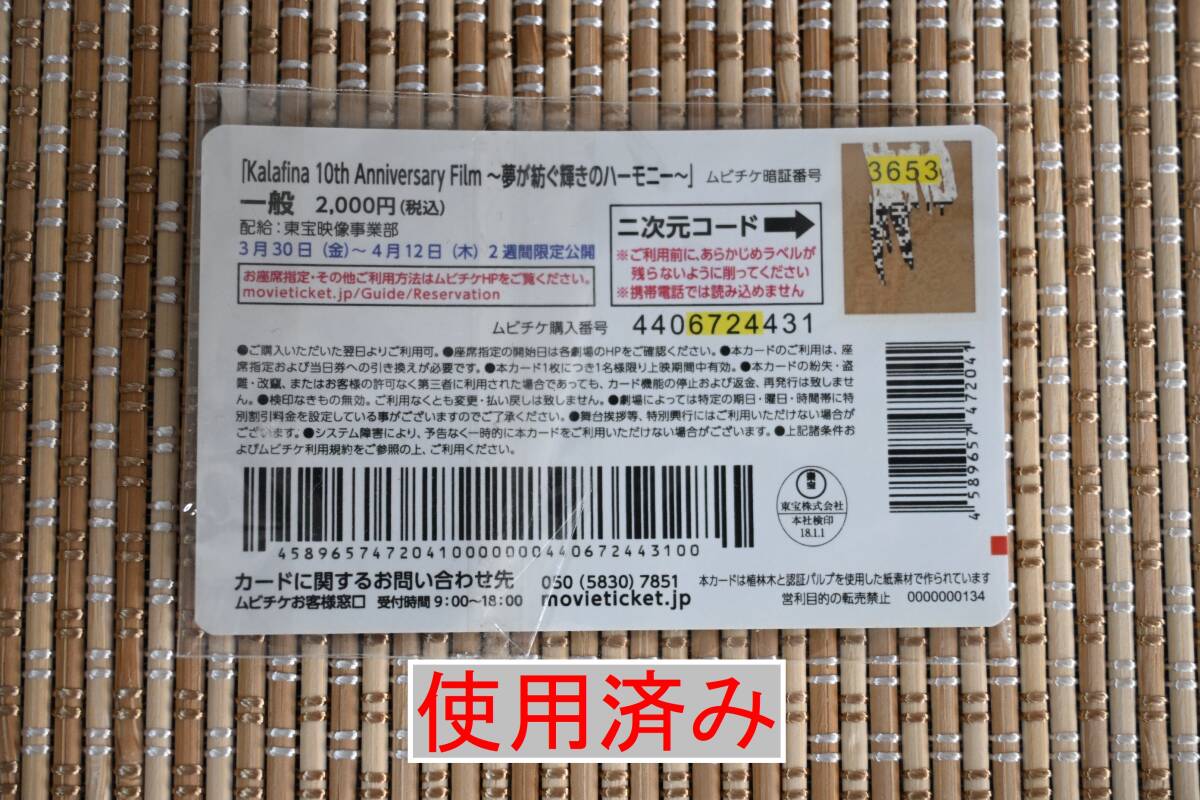 「Kalafina 10th Anniversary Film ～夢が紡ぐ輝きのハーモニー～」 ムビチケ暗証番号
3653
一般 2,000円(税込)
配給:東宝映像事業部
3月30日(金)～4月12日(木) 2週間限定公開
お座席指定・その他ご利用方法はムビチケHPをご覧ください。
movieticket.jp/Guide/Reservation
二次元コード
※ご利用前に、あらかじめラベルが
残らないように削ってください
※携帯電話では読み込めません
ムビチケ購入番号 4406724431
●ご購入いただいた翌日よりご利用可。●座席指定の開始日は各劇場のHPをご確認ください。●本カードのご利用は、座
席指定および当日券への引き換えが必要です。●本カード1枚につき1名様限り上映期間中有効。●本カードの紛失・盗
難・改竄、またはお客様の許可なく第三者に利用された場合であっても、カード機能の停止および返金、再発行は致しませ
ん。●検印なきもの無効。ご利用なくとも変更・払い戻しは致しません。●劇場によっては特定の期日・曜日・時間帯に特
別割引料金を設定している事がございますのでご了承ください。●舞台挨拶等、特別興行にはご利用いただけない場合が
ございます。●システム障害により、予告なく一時的に本カードをご利用いただけない場合がございます。●上記諸条件お
よびムビチケ利用規約をご参照の上、ご利用ください。
4589657472041
458965747204100000000440672443100
東宝
東宝株式会社
本社検印
18.1.1
カードに関するお問い合わせ先 050(5830)7851 本カードは植林木と認証パルプを使用した紙素材で作られています
ムビチケお客様窓口 受付時間 9:00～18:00 movieticket.jp 営利目的の転売禁止 0000000134
使用済み